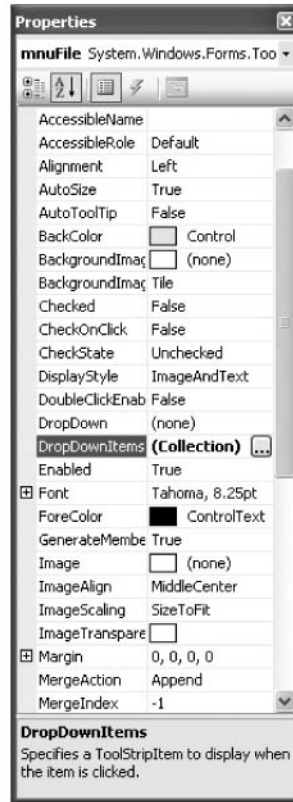 Properties
mnuFile System.Windows.Forms.Too
AccessibleName
AccessibleRole Default
Alignment Left
AutoSize True
AutoToolTip False
BackColor Control
BackgroundImag (none)
BackgroundImag Tile
Checked False
CheckOnClick False
CheckState Unchecked
DisplayStyle ImageAndText
DoubleClickEnab False
DropDown (none)
DropDownItems (Collection) ...
Enabled True
Font Tahoma, 8.25pt
ForeColor ControlText
GenerateMembe True
Image (none)
ImageAlign MiddleCenter
ImageScaling SizeToFit
ImageTranspare
Margin 0, 0, 0, 0
MergeAction Append
MergeIndex -1
DropDownItems
Specifies a ToolStripItem to display when
the item is clicked.